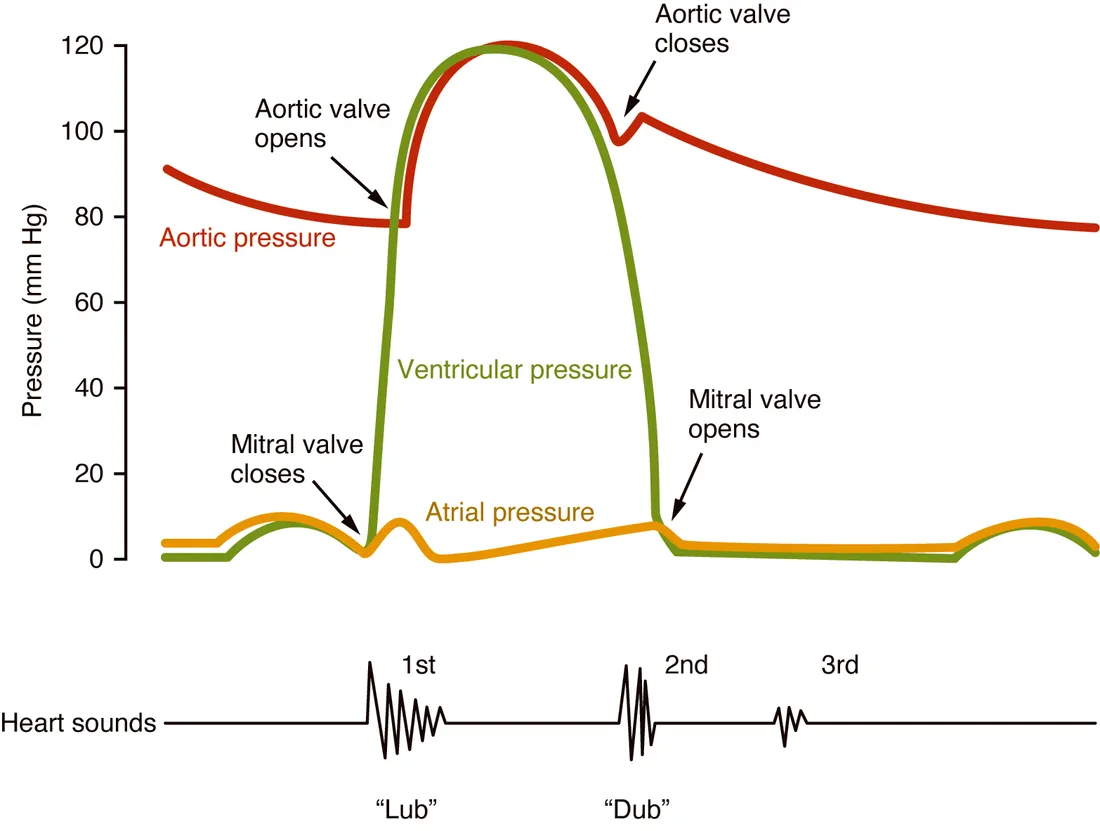 Aortic valve
closes
120
Aortic valve
opens
100
80
Aortic pressure
Pressure (mm Hg)
60
Ventricular pressure
40
Mitral valve
opens
Mitral valve
closes
20
Atrial pressure
0
1st
2nd
3rd
Heart sounds
“Lub”
“Dub”